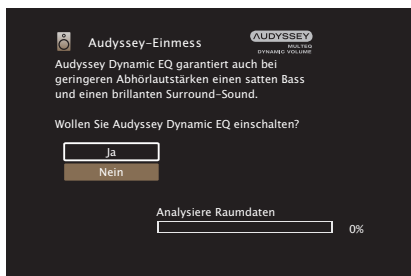 Audyssey-Einmess
AUDYSSEY
MULTEQ
DYNAMIC VOLUME
Audyssey Dynamic EQ garantiert auch bei
geringeren Abhörlautstärken einen satten Bass
und einen brillanten Surround-Sound.
Wollen Sie Audyssey Dynamic EQ einschalten?
Ja
Nein
Analysiere Raumdaten
0%